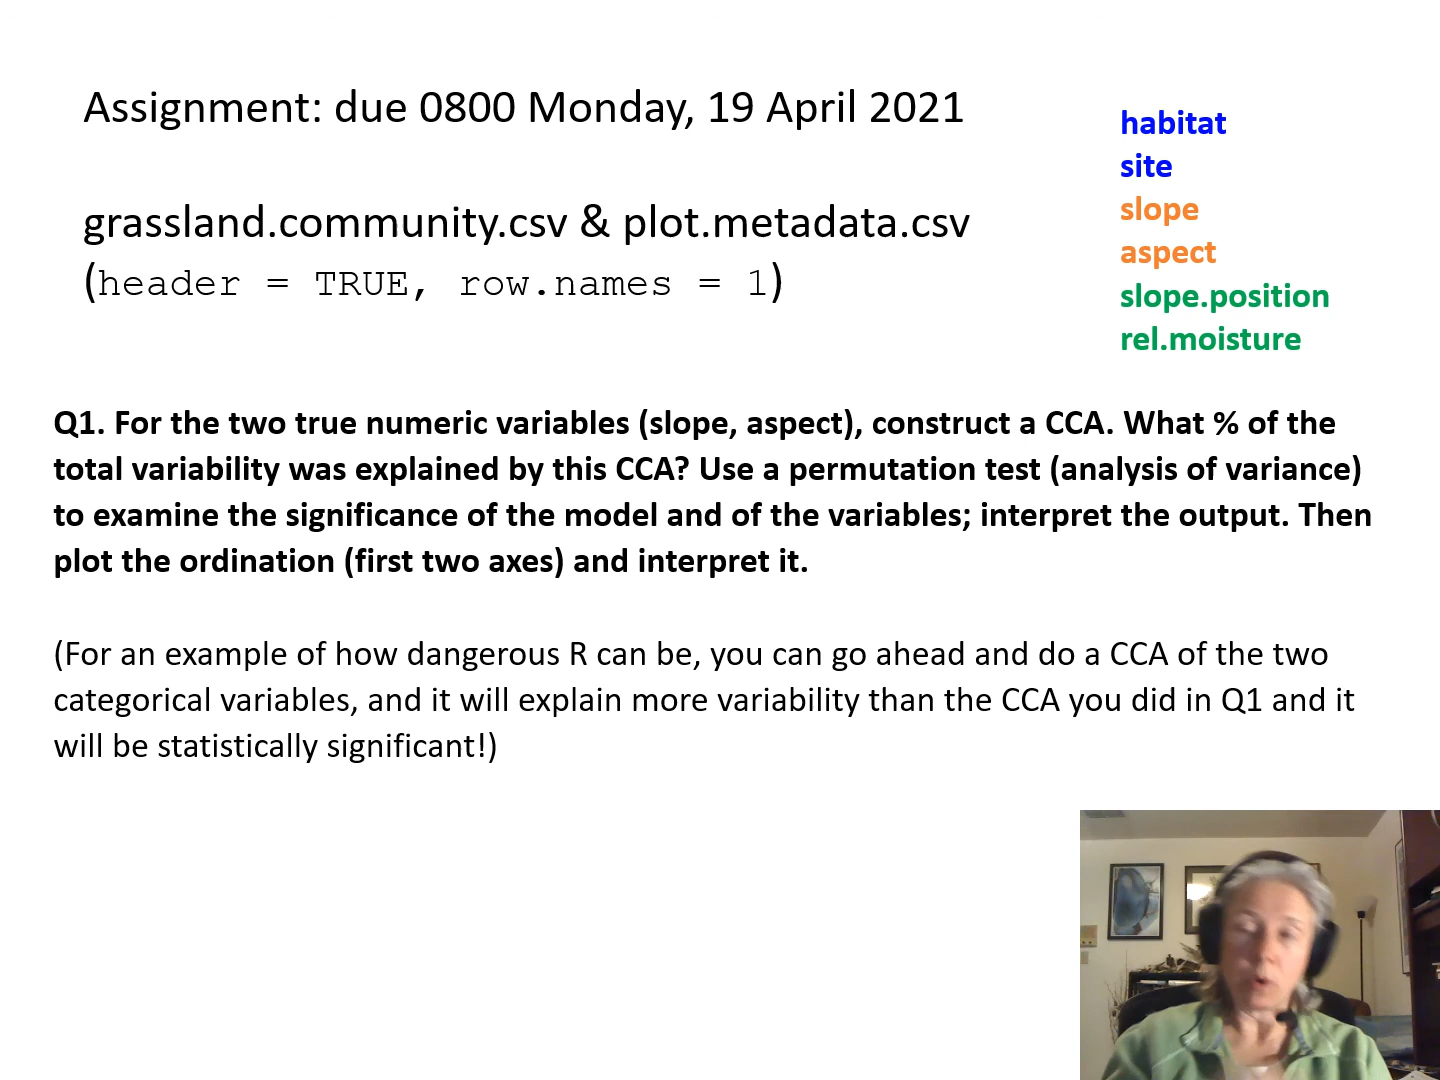 Assignment: due 0800 Monday, 19 April 2021
grassland.community.csv & plot.metadata.csv
(header = TRUE, row.names = 1)
habitat
site
slope
aspect
slope.position
rel.moisture
Q1. For the two true numeric variables (slope, aspect), construct a CCA. What % of the
total variability was explained by this CCA? Use a permutation test (analysis of variance)
to examine the significance of the model and of the variables; interpret the output. Then
plot the ordination (first two axes) and interpret it.
(For an example of how dangerous R can be, you can go ahead and do a CCA of the two
categorical variables, and it will explain more variability than the CCA you did in Q1 and it
will be statistically significant!)